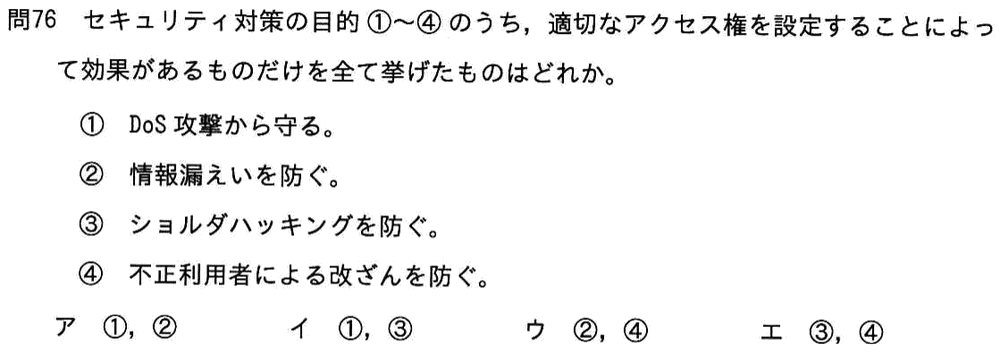 問76 セキュリティ対策の目的①～④のうち，適切なアクセス権を設定することによっ
て効果があるものだけを全て挙げたものはどれか。
① DoS攻撃から守る。
② 情報漏えいを防ぐ。
③ ショルダハッキングを防ぐ。
④ 不正利用者による改ざんを防ぐ。
ア ①，② イ ①，③ ウ ②，④ エ ③，④